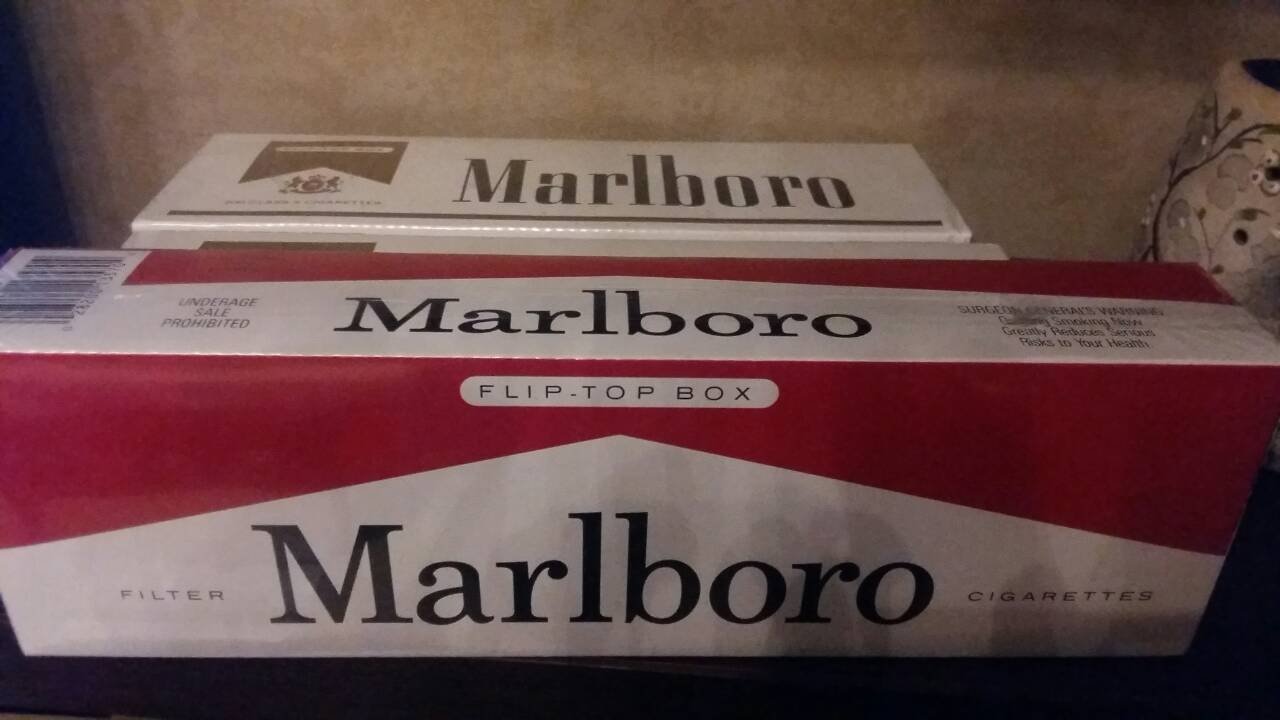 Marlboro
UNDERAGE
SALE
PROHIBITED
Marlboro
SURGEON GENERAL'S WARNING
Smoking Now
Greatly Reduces Serious
Risks to Your Health
FLIP-TOP BOX
Marlboro
FILTER
CIGARETTES